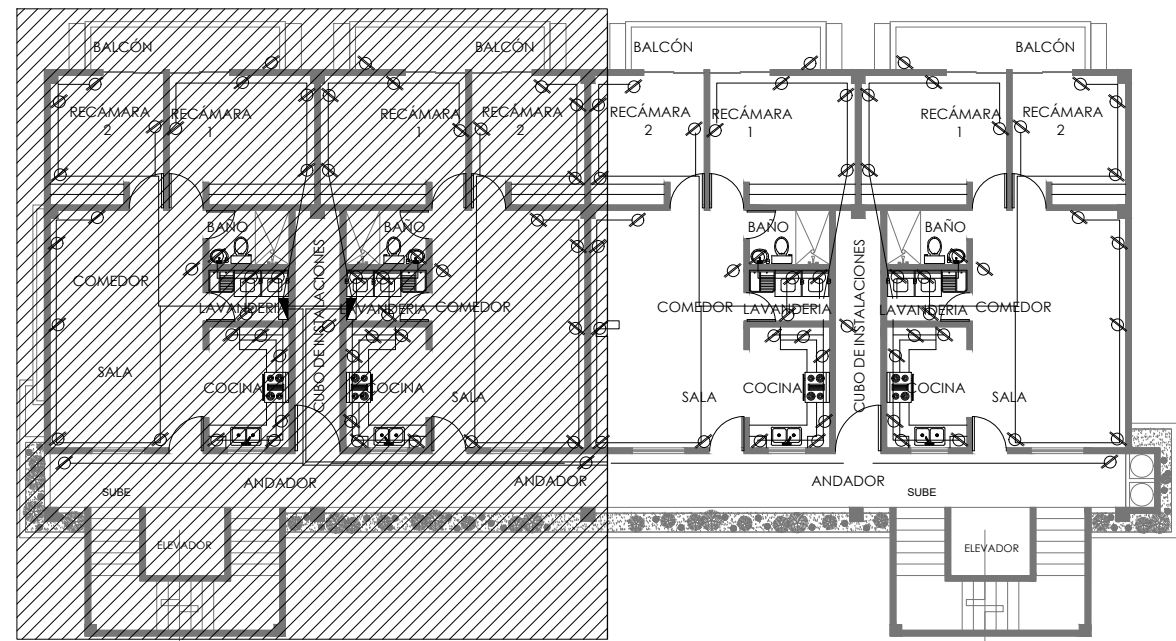 BALCÓN
BALCÓN
BALCÓN
BALCÓN
RECÁMARA
2
RECÁMARA
1
RECÁMARA
1
RECÁMARA
2
RECÁMARA
2
RECÁMARA
1
RECÁMARA
1
RECÁMARA
2
BAÑO
BAÑO
BAÑO
BAÑO
COMEDOR
LAVANDERIA
CUBO DE INSTALACIONES
LAVANDERIA
COMEDOR
COMEDOR
LAVANDERIA
CUBO DE INSTALACIONES
LAVANDERIA
COMEDOR
SALA
COCINA
COCINA
SALA
SALA
COCINA
COCINA
SALA
SUBE
ANDADOR
ANDADOR
ANDADOR
SUBE
ELEVADOR
ELEVADOR